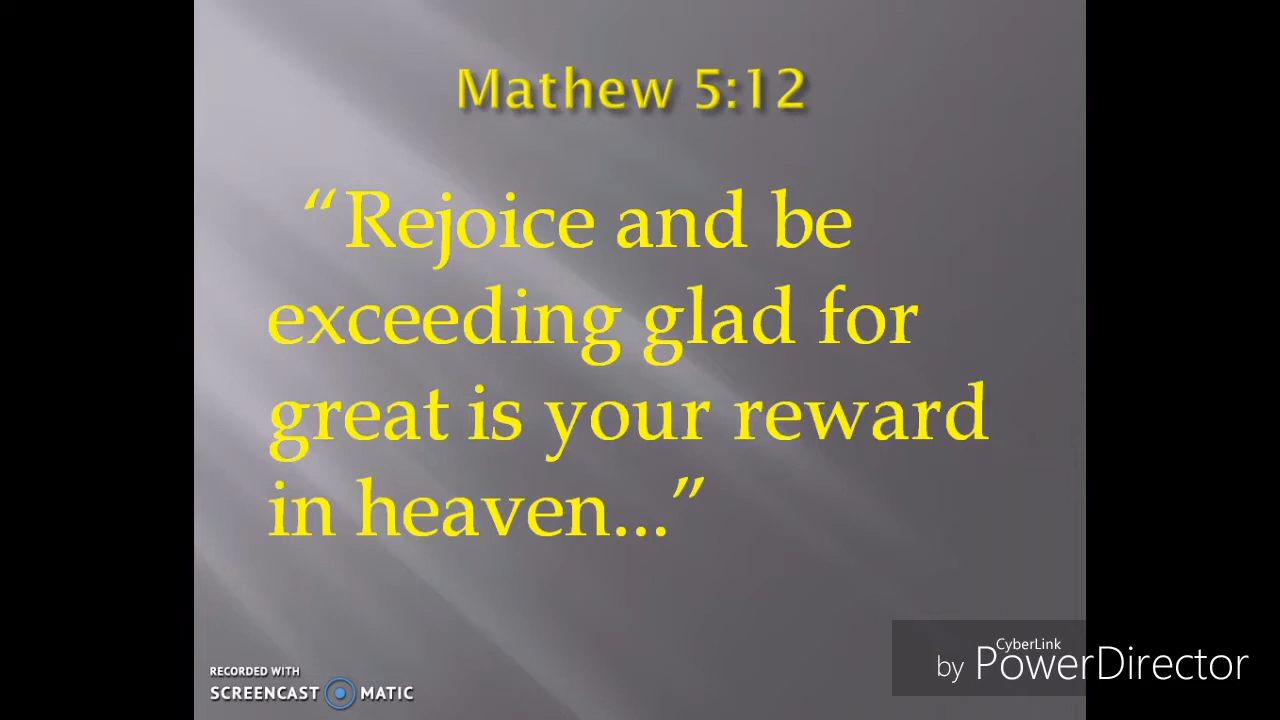 Mathew 5:12
“Rejoice and be
exceeding glad for
great is your reward
in heaven...”
RECORDED WITH
SCREENCAST MATIC
CyberLink
by PowerDirector